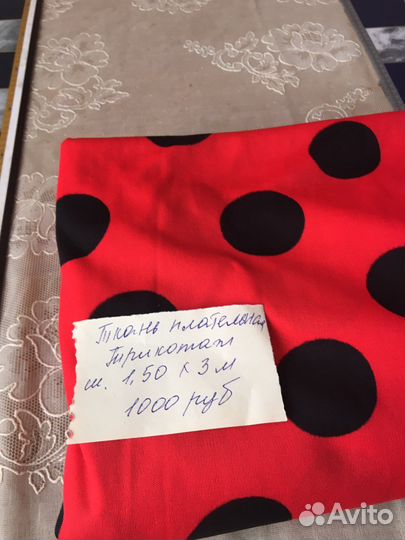 Ткань плательная
Трикотаж
ш. 1,50 х 3 м
1000 руб
Avito